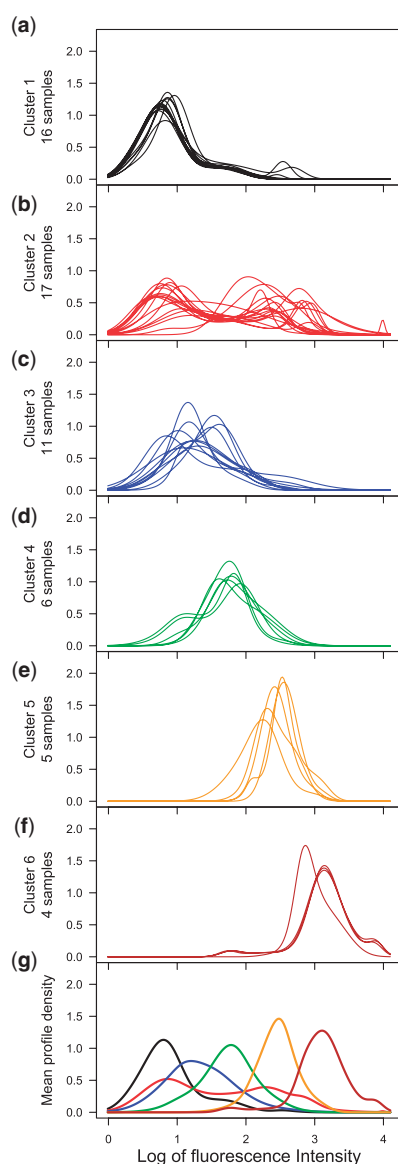 (a)
Cluster 1
16 samples
2.0
1.5
1.0
0.5
0.0
(b)
Cluster 2
17 samples
2.0
1.5
1.0
0.5
0.0
(c)
Cluster 3
11 samples
2.0
1.5
1.0
0.5
0.0
(d)
Cluster 4
6 samples
2.0
1.5
1.0
0.5
0.0
(e)
Cluster 5
5 samples
2.0
1.5
1.0
0.5
0.0
(f)
Cluster 6
4 samples
2.0
1.5
1.0
0.5
0.0
(g)
Mean profile density
2.0
1.5
1.0
0.5
0.0
0 1 2 3 4
Log of fluorescence Intensity